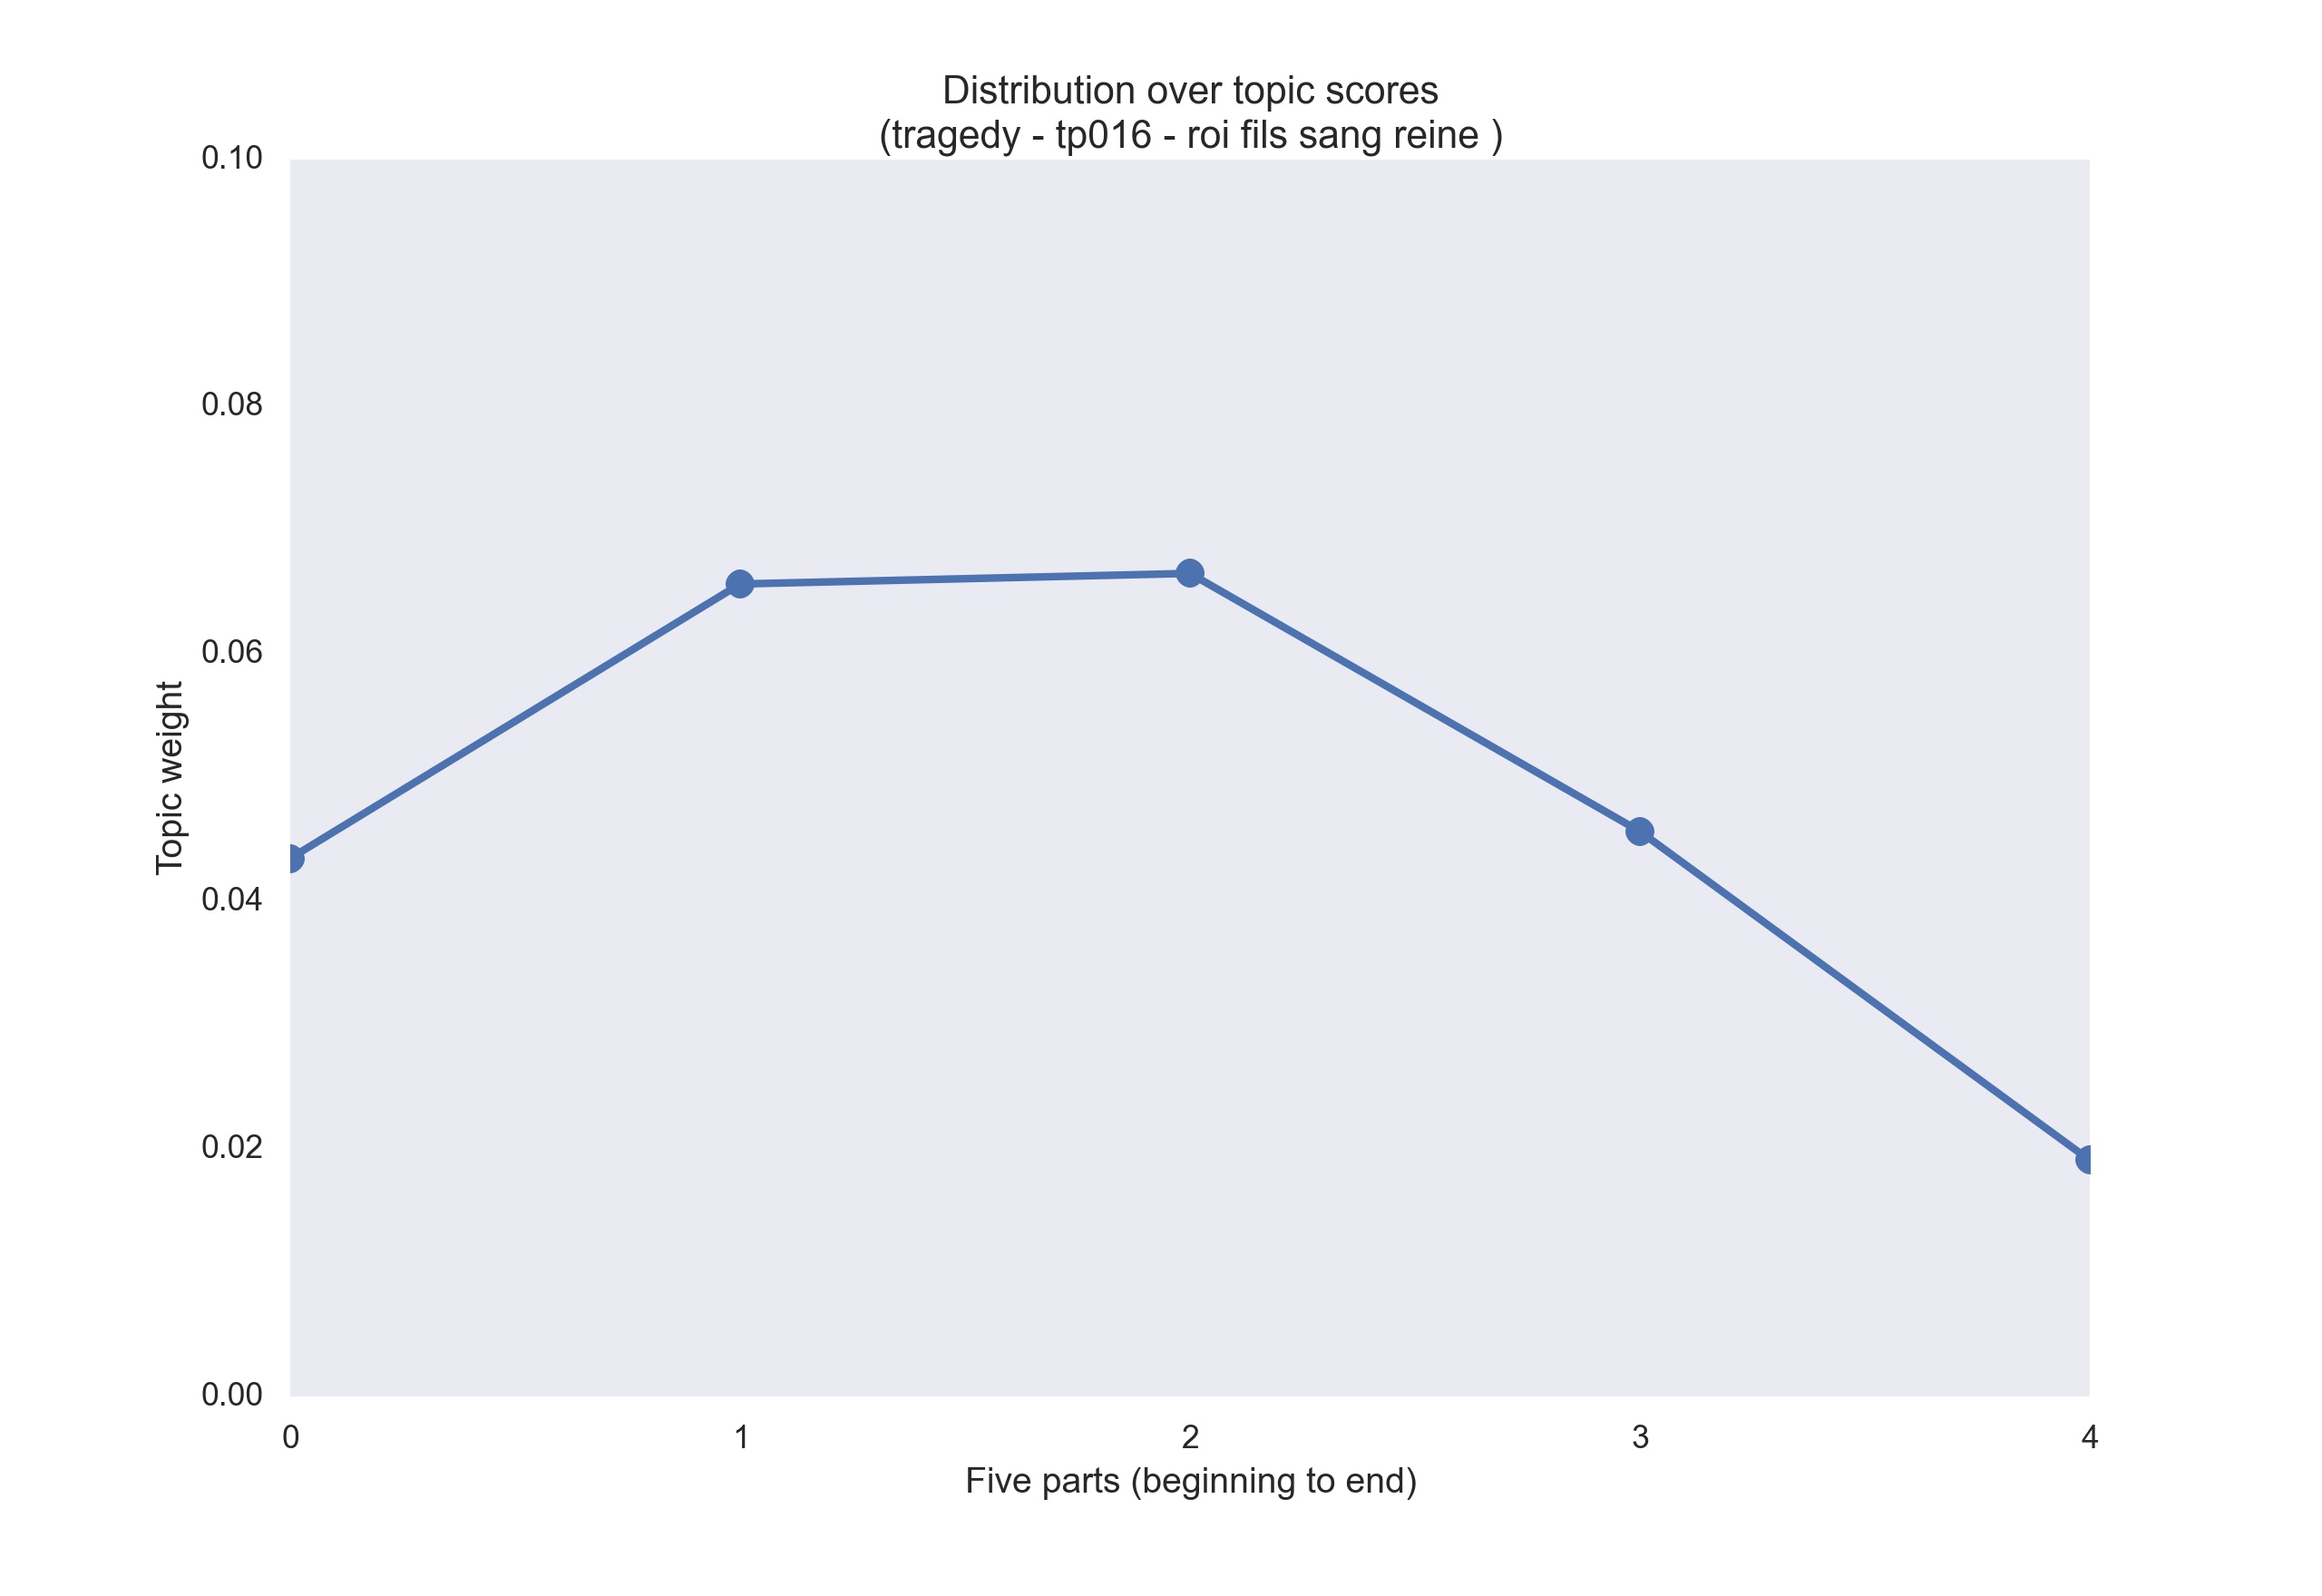 Distribution over topic scores
(tragedy - tp016 - roi fils sang reine )
0.10
0.08
0.06
0.04
0.02
0.00
Topic weight
0 1 2 3 4
Five parts (beginning to end)